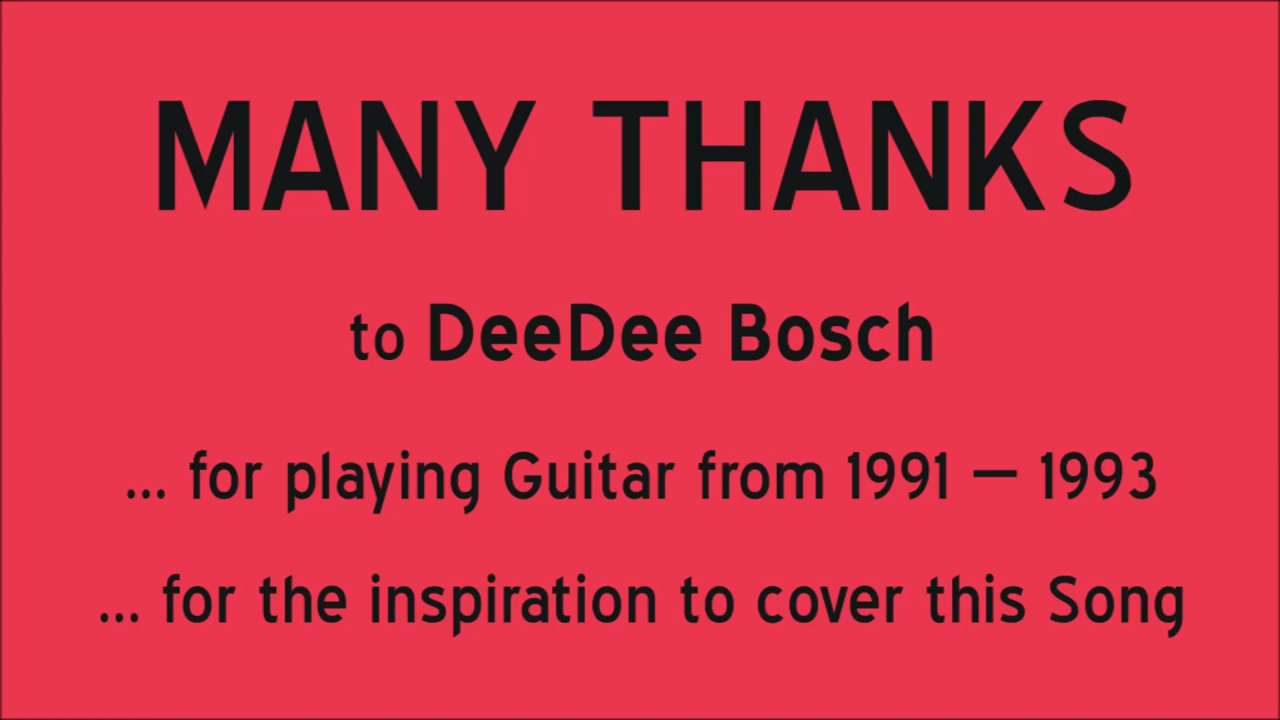 MANY THANKS
to DeeDee Bosch
... for playing Guitar from 1991 – 1993
... for the inspiration to cover this Song